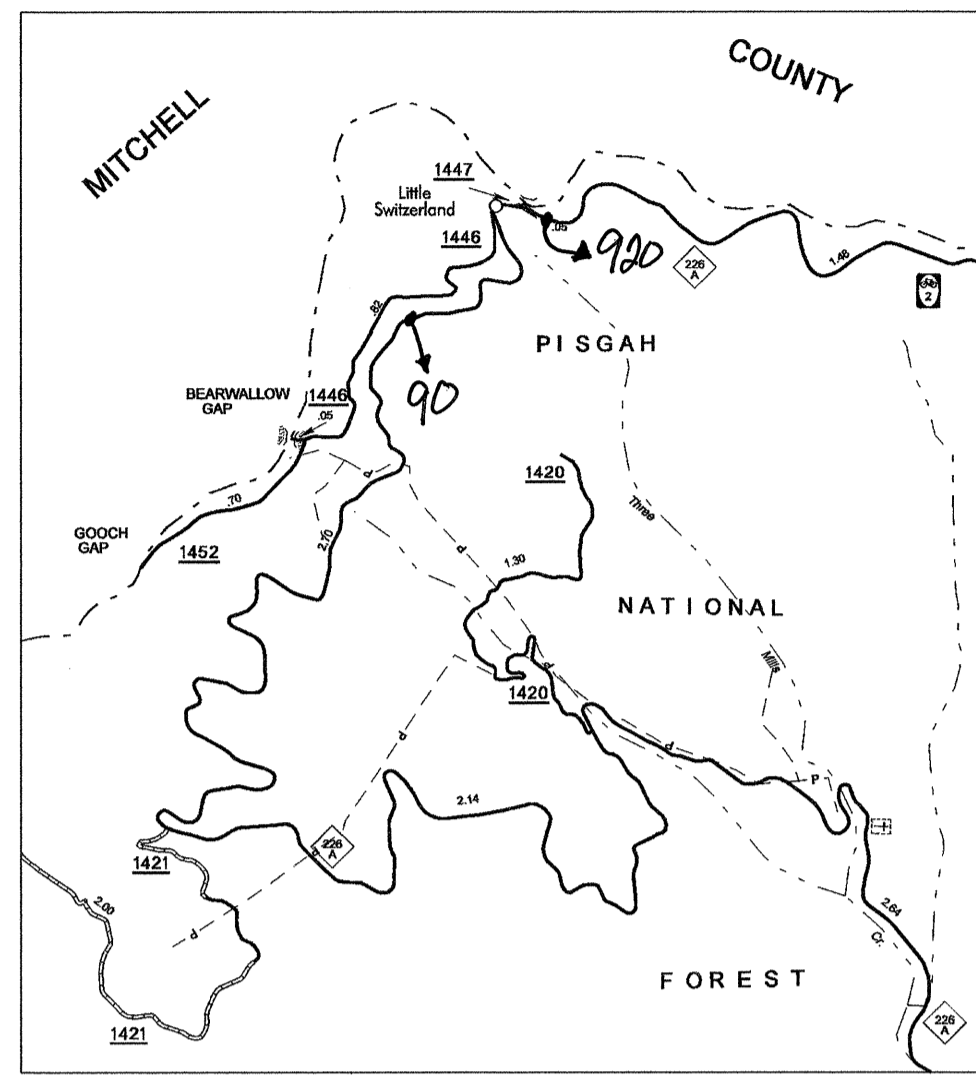 COUNTY
MITCHELL
1447
Little
Switzerland
1446
.05
920
226
A
1.48
2
.82
PISGAH
90
BEARWALLOW
GAP
1446
.05
P
1420
Three
.70
GOOCH
GAP
1452
2.70
P
1.30
NATIONAL
Mills
P
1420
P
P
P
2.14
226
A
P
1421
2.00
P
2.64
Cr.
FOREST
1421
226
A